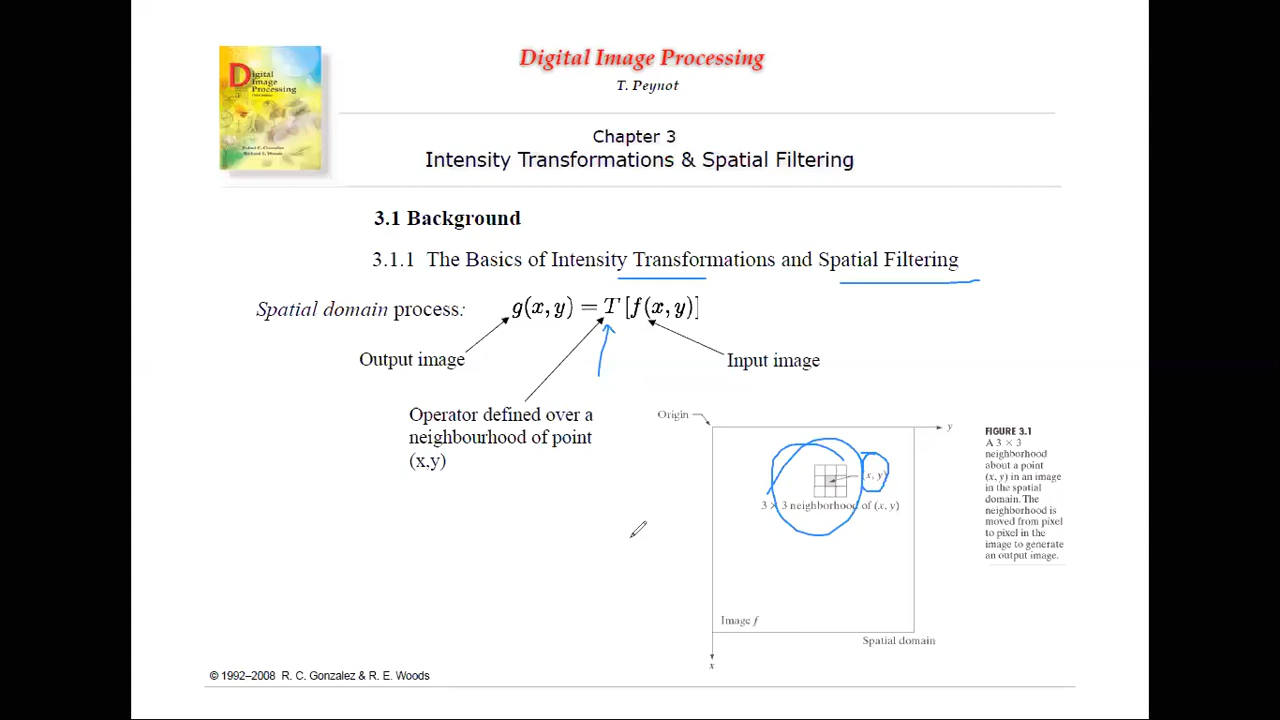 Digital Image Processing
T. Peynot
Digital
Image
Processing
Chapter 3
Intensity Transformations & Spatial Filtering
3.1 Background
3.1.1 The Basics of Intensity Transformations and Spatial Filtering
Spatial domain process:
g(x, y) = T [f(x, y)]
Output image
Input image
Operator defined over a
neighbourhood of point
(x,y)
Origin
y
(x, y)
3 × 3 neighborhood of (x, y)
Image f
Spatial domain
x
FIGURE 3.1
A 3 × 3
neighborhood
about a point
(x, y) in an image
in the spatial
domain. The
neighborhood is
moved from pixel
to pixel in the
image to generate
an output image.
© 1992–2008 R. C. Gonzalez & R. E. Woods